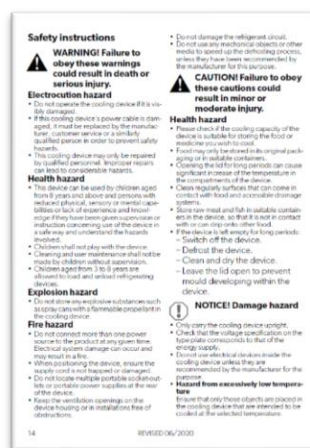 Safety instructions
WARNING! Failure to
obey these warnings
could result in death or
serious injury.
Electrocution hazard
• Do not operate the cooling device if it is vis-
ibly damaged.
• If this cooling device's power cable is dam-
aged, it must be replaced by the manufac-
turer, customer service or a similarly
qualified person in order to prevent safety
hazards.
• This cooling device may only be repaired
by qualified personnel. Improper repairs
can lead to considerable hazards.
Health hazard
• This device can be used by children aged
from 8 years and above and persons with
reduced physical, sensory or mental capa-
bilities or lack of experience and knowl-
edge if they have been given supervision or
instruction concerning use of the device in
a safe way and understand the hazards
involved.
• Children shall not play with the device.
• Cleaning and user maintenance shall not be
made by children without supervision.
• Children aged from 3 to 8 years are
allowed to load and unload refrigerating
devices.
Explosion hazard
• Do not store any explosive substances such
as spray cans with a flammable propellant in
the cooling device.
Fire hazard
• Do not connect more than one power
source to the product at any given time.
Electrical system damage can occur and
may result in a fire.
• When positioning the device, ensure the
supply cord is not trapped or damaged.
• Do not locate multiple portable socket-out-
lets or portable power supplies at the rear
of the device.
• Keep the ventilation openings on the
device housing or in installations free of
obstructions.
• Do not damage the refrigerant circuit.
• Do not use any mechanical objects or other
media to speed up the defrosting process,
unless they have been recommended by
the manufacturer for this purpose.
CAUTION! Failure to obey
these cautions could
result in minor or
moderate injury.
Health hazard
• Please check if the cooling capacity of the
device is suitable for storing the food or
medicine you wish to cool.
• Food may only be stored in its original pack-
aging or in suitable containers.
• Opening the lid for long periods can cause
significant increase of the temperature in
the compartments of the device.
• Clean regularly surfaces that can come in
contact with food and accessible drainage
systems.
• Store raw meat and fish in suitable contain-
ers in the device, so that it is not in contact
with or can drip onto other food.
• If the device is left empty for long periods:
– Switch off the device.
– Defrost the device.
– Clean and dry the device.
– Leave the lid open to prevent
mould developing within the
device.
NOTICE! Damage hazard
• Only carry the cooling device upright.
• Check that the voltage specification on the
type plate corresponds to that of the
energy supply.
• Do not use electrical devices inside the
cooling device unless they are
recommended by the manufacturer for the
purpose.
• Hazard from excessively low tempera-
ture
Ensure that only those objects are placed in
the cooling device that are intended to be
cooled at the selected temperature.
14
REVISED 06/2020